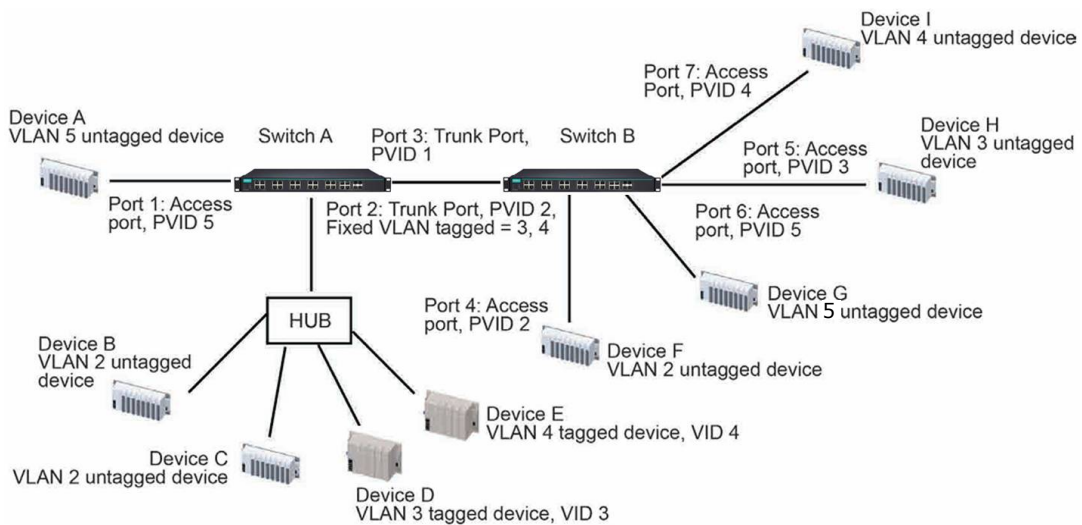 Device I
VLAN 4 untagged device
Port 7: Access
Port, PVID 4
Device A
VLAN 5 untagged device
Switch A
Port 3: Trunk Port,
PVID 1
Switch B
Device H
VLAN 3 untagged
device
Port 5: Access
port, PVID 3
Port 1: Access
port, PVID 5
Port 2: Trunk Port, PVID 2,
Fixed VLAN tagged = 3, 4
Port 6: Access
port, PVID 5
HUB
Port 4: Access
port, PVID 2
Device G
VLAN 5 untagged device
Device B
VLAN 2 untagged
device
Device F
VLAN 2 untagged device
Device E
VLAN 4 tagged device, VID 4
Device C
VLAN 2 untagged device
Device D
VLAN 3 tagged device, VID 3